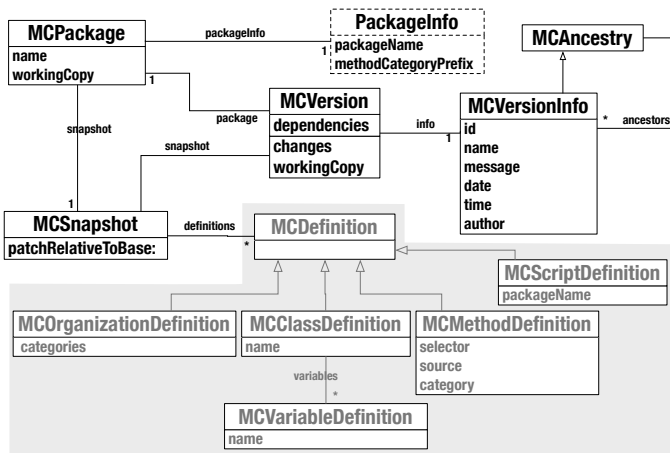 MCPackage
name
workingCopy
packageInfo
1
PackageInfo
packageName
methodCategoryPrefix
MCAncestry
1
package
MCVersion
dependencies
changes
workingCopy
info
1
MCVersionInfo
id
name
message
date
time
author
*
ancestors
snapshot
snapshot
1
MCSnapshot
patchRelativeToBase:
definitions
*
MCDefinition
MCScriptDefinition
packageName
MCOrganizationDefinition
categories
MCClassDefinition
name
MCMethodDefinition
selector
source
category
variables
*
MCVariableDefinition
name